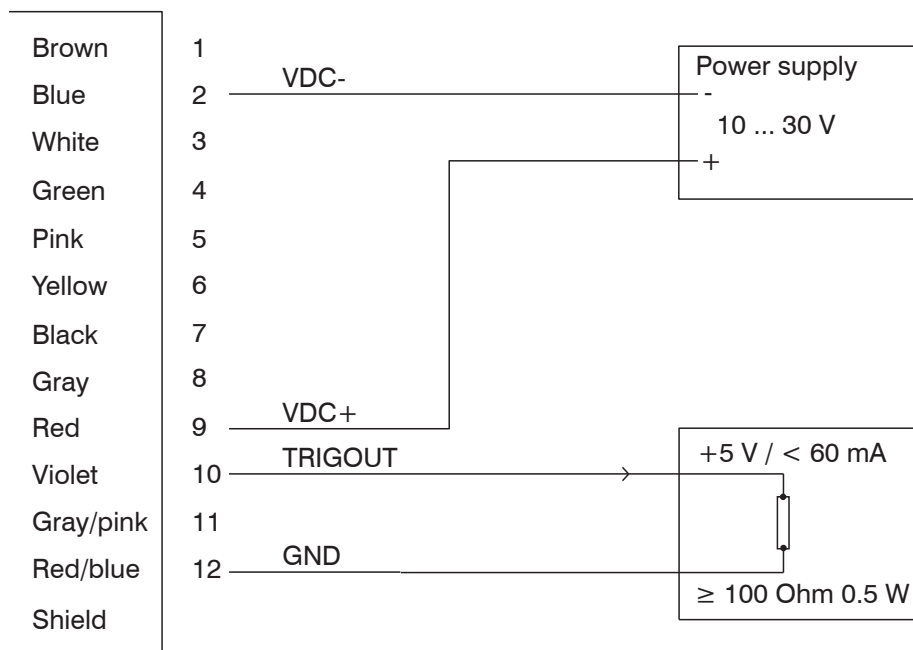 Brown 1
Blue 2 VDC-
White 3
Green 4
Pink 5
Yellow 6
Black 7
Gray 8
Red 9 VDC+
Violet 10 TRIGOUT
Gray/pink 11
Red/blue 12 GND
Shield
Power supply
-
10 ... 30 V
+
+5 V / < 60 mA
≥ 100 Ohm 0.5 W